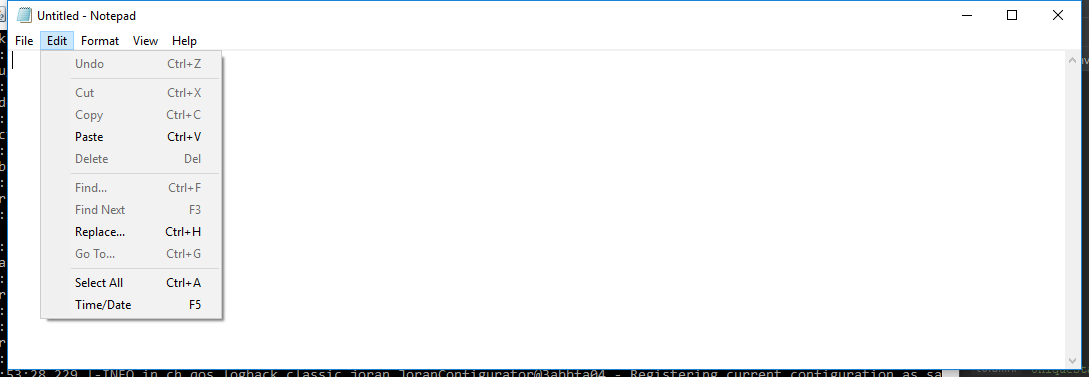 Untitled - Notepad
File Edit Format View Help
Undo Ctrl+Z
Cut Ctrl+X
Copy Ctrl+C
Paste Ctrl+V
Delete Del
Find... Ctrl+F
Find Next F3
Replace... Ctrl+H
Go To... Ctrl+G
Select All Ctrl+A
Time/Date F5
:53:28,229 |-INFO in ch.qos.logback.classic.joran.JoranConfigurator@3abbfa04 - Registering current configuration as sa